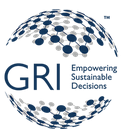 TM
GRI Empowering
Sustainable
Decisions